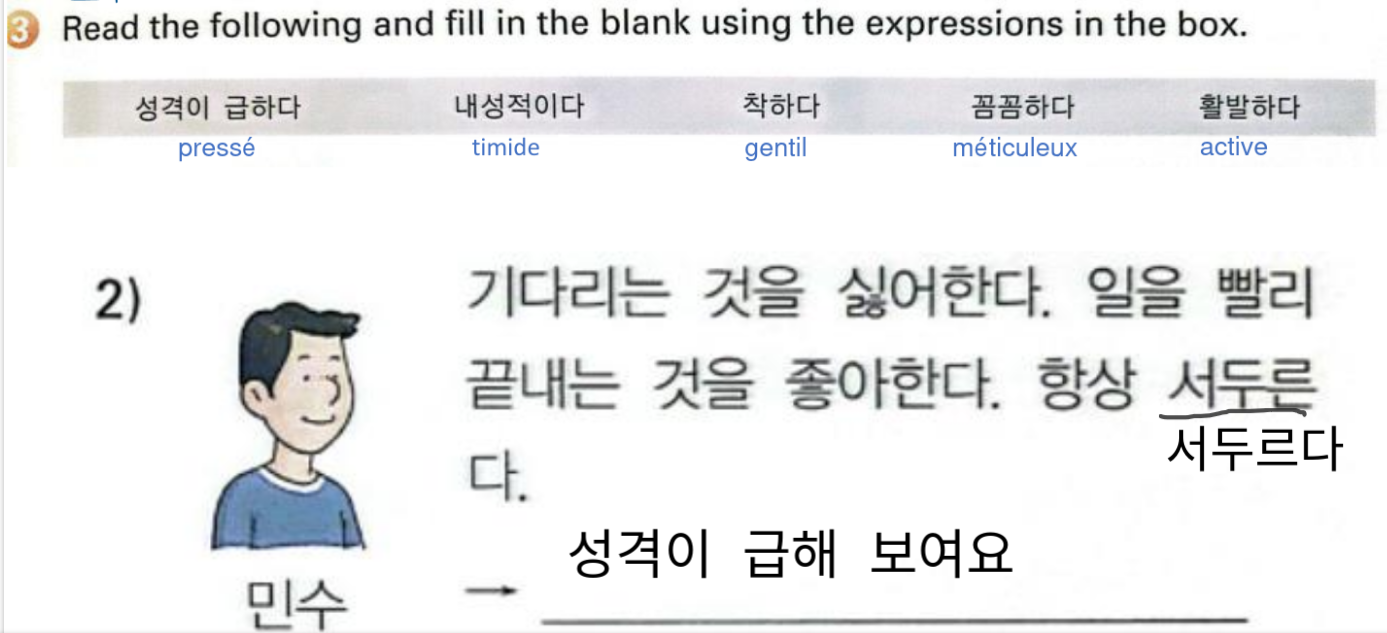 3 Read the following and fill in the blank using the expressions in the box.
성격이 급하다 내성적이다 착하다 꼼꼼하다 활발하다
pressé timide gentil méticuleux active
2) 기다리는 것을 싫어한다. 일을 빨리
끝내는 것을 좋아한다. 항상 서두른
서두르다
다.
성격이 급해 보여요
민수 →